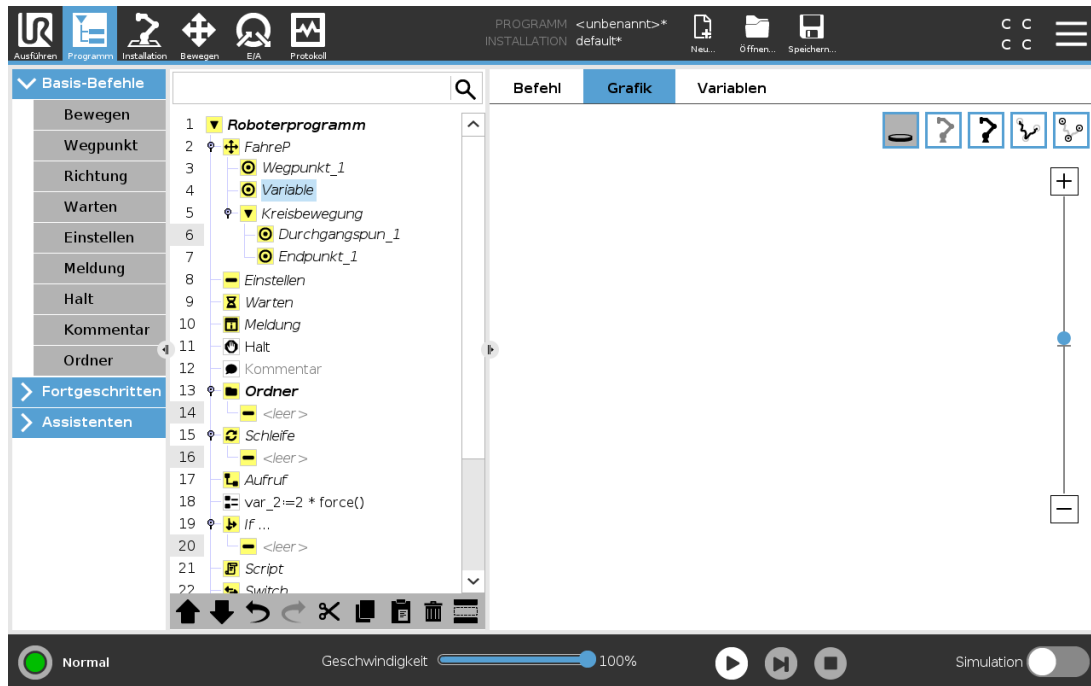 UR
PROGRAMM <unbenannt>*
INSTALLATION default*
C C
C C
Ausführen Programm Installation Bewegen E/A Protokoll Neu... Öffnen... Speichern...
Basis-Befehle
Bewegen
Wegpunkt
Richtung
Warten
Einstellen
Meldung
Halt
Kommentar
Ordner
Fortgeschritten
Assistenten
1 Roboterprogramm
2 FahreP
3 Wegpunkt_1
4 Variable
5 Kreisbewegung
6 Durchgangspun_1
7 Endpunkt_1
8 Einstellen
9 Warten
10 Meldung
11 Halt
12 Kommentar
13 Ordner
14 <leer>
15 Schleife
16 <leer>
17 Aufruf
18 var_2:=2 * force()
19 If ...
20 <leer>
21 Script
22 Switch
Befehl Grafik Variablen
Normal
Geschwindigkeit 100%
Simulation